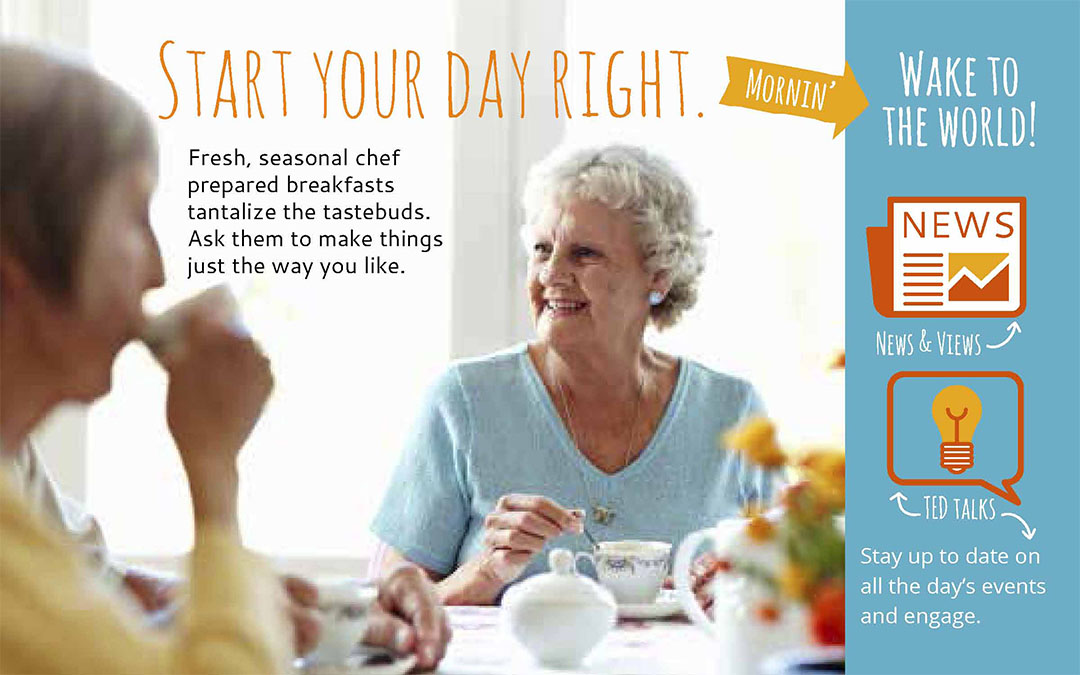 START YOUR DAY RIGHT.
Fresh, seasonal chef
prepared breakfasts
tantalize the tastebuds.
Ask them to make things
just the way you like.
MORNIN'
WAKE TO
THE WORLD!
NEWS
NEWS & VIEWS
TED TALKS
Stay up to date on
all the day's events
and engage.